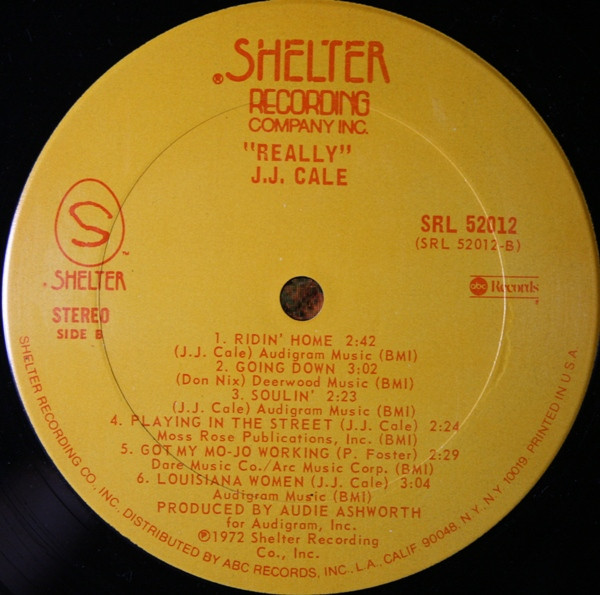 ® SHELTER
RECORDING
COMPANY INC.
"REALLY"
J.J. CALE
S
™
SHELTER
STEREO
SIDE B
SRL 52012
(SRL 52012-B)
abc Records
1. RIDIN' HOME 2:42
(J.J. Cale) Audigram Music (BMI)
2. GOING DOWN 3:02
(Don Nix) Deerwood Music (BMI)
3. SOULIN' 2:23
(J.J. Cale) Audigram Music (BMI)
4. PLAYING IN THE STREET (J.J. Cale) 2:24
Moss Rose Publications, Inc. (BMI)
5. GOT MY MO-JO WORKING (P. Foster) 2:29
Dare Music Co./Arc Music Corp. (BMI)
6. LOUISIANA WOMEN (J.J. Cale) 3:04
Audigram Music (BMI)
PRODUCED BY AUDIE ASHWORTH
for Audigram, Inc.
℗1972 Shelter Recording
Co., Inc.
SHELTER RECORDING CO., INC. DISTRIBUTED BY ABC RECORDS, INC., L.A., CALIF. 90048, N.Y., N.Y. 10019. PRINTED IN U.S.A.